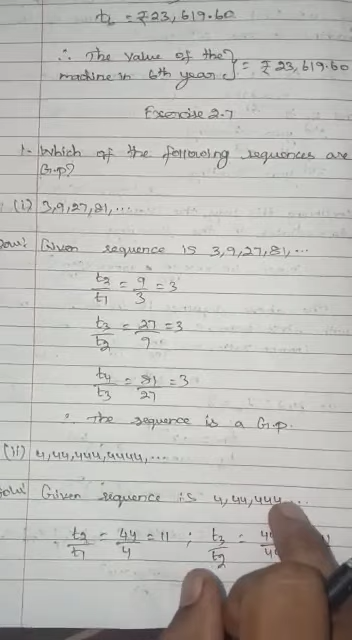 t6 = ₹23,619.60
∴ The value of the machine in 6th year } = ₹23,619.60
Exercise 2.7
1. Which of the following sequences are
G.p?
(i) 3,9,27,81,...
Given sequence is 3,9,27,81,...
t2/t1 = 9/3 = 3
t3/t2 = 27/9 = 3
t4/t3 = 81/27 = 3
∴ The sequence is a G.p.
(ii) 4,44,444,4444,...
Given sequence is 4,44,444,...
t2/t1 = 44/4 = 11 ; t3/t2 =